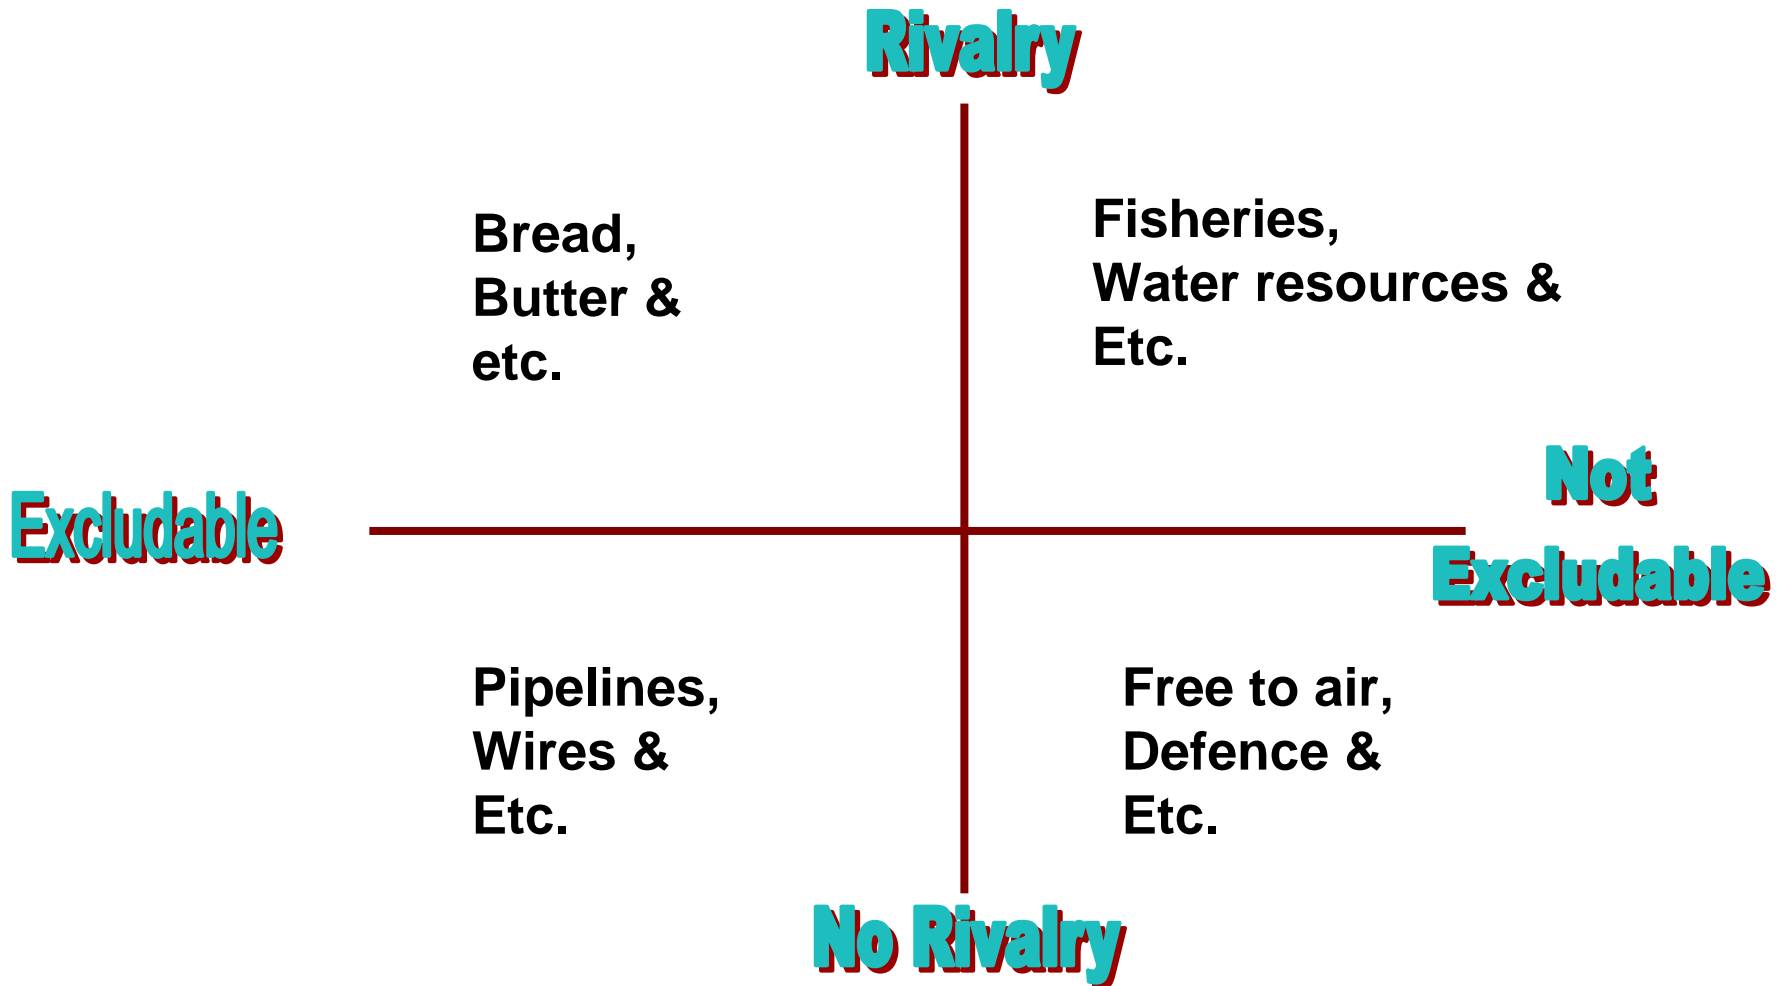 Rivalry
Bread,
Butter &
etc.
Fisheries,
Water resources &
Etc.
Excludable
Not
Excludable
Pipelines,
Wires &
Etc.
Free to air,
Defence &
Etc.
No Rivalry